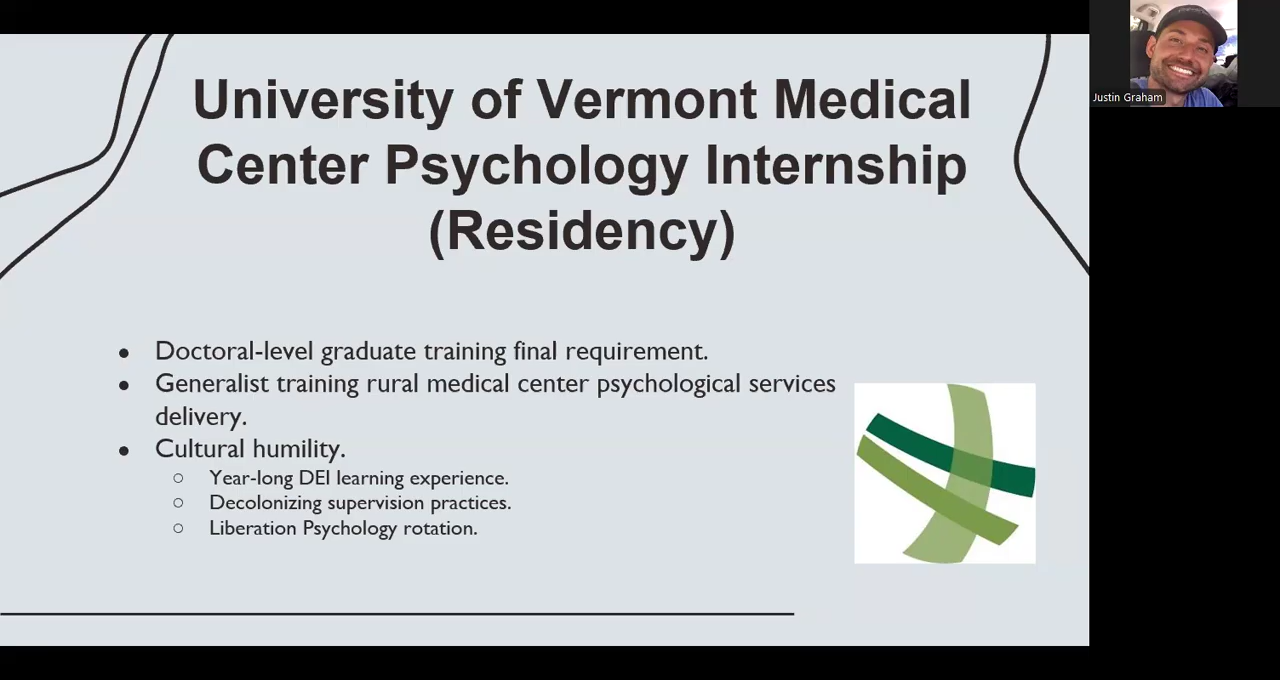 University of Vermont Medical
Center Psychology Internship
(Residency)
● Doctoral-level graduate training final requirement.
● Generalist training rural medical center psychological services
delivery.
● Cultural humility.
○ Year-long DEI learning experience.
○ Decolonizing supervision practices.
○ Liberation Psychology rotation.
Justin Graham